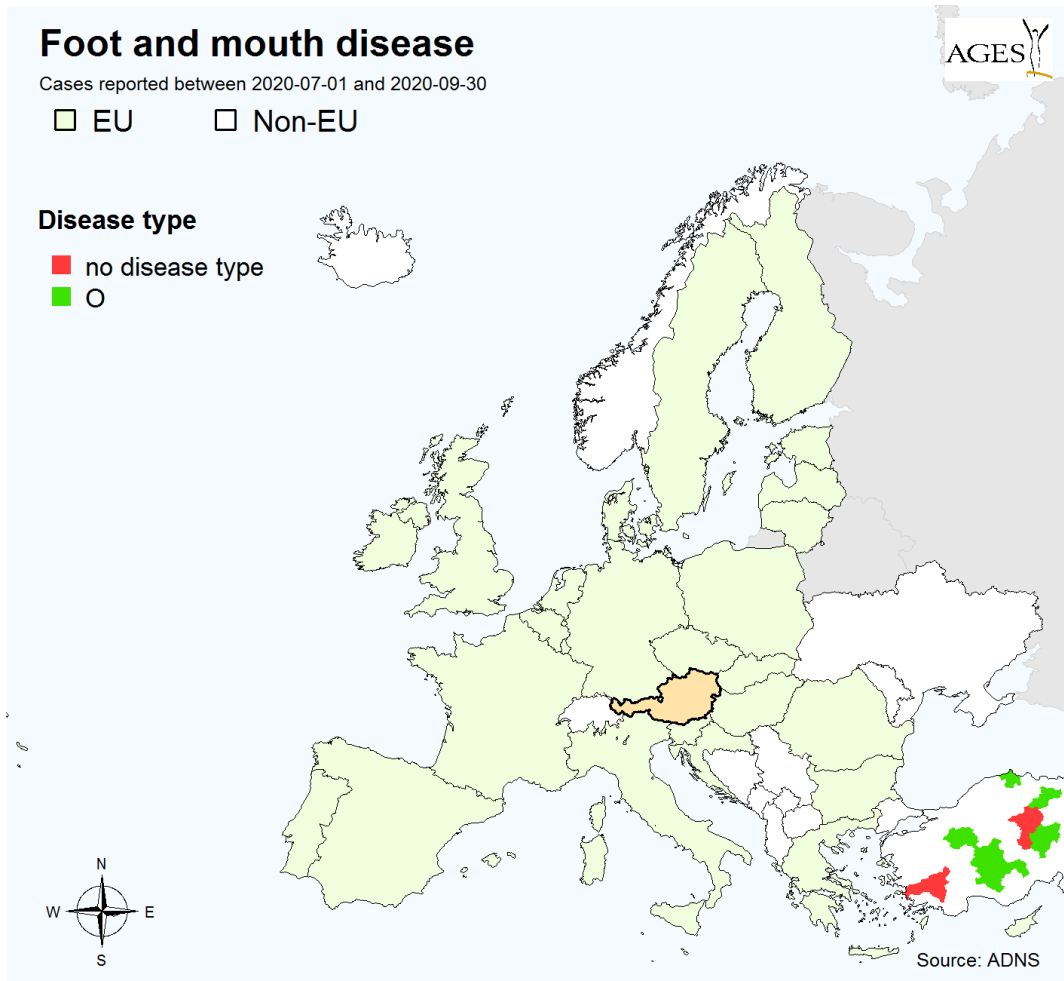 Foot and mouth disease
AGES
Cases reported between 2020-07-01 and 2020-09-30
EU Non-EU
Disease type
no disease type
O
N
W E
S
Source: ADNS